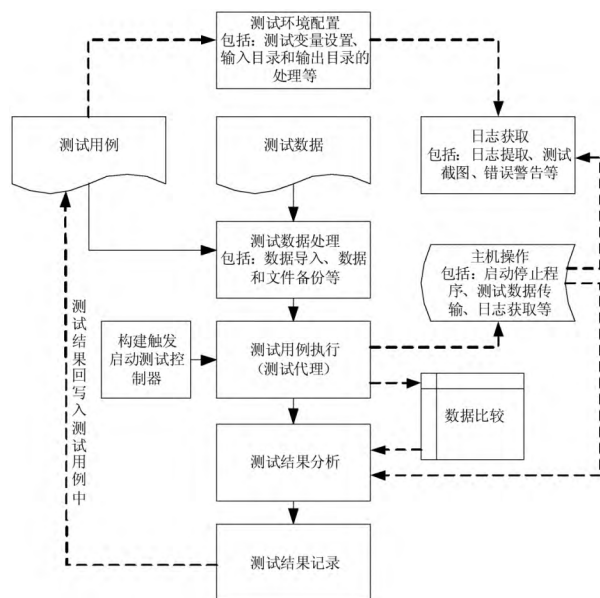 测试环境配置
包括：测试变量设置、
输入目录和输出目录的
处理等
测试用例
测试数据
日志获取
包括：日志提取、测试
截图、错误警告等
测试数据处理
包括：数据导入、数据
和文件备份等
主机操作
包括：启动停止程
序、测试数据传
输、日志获取等
构建触发
启动测试控
制器
测试用例执行
（测试代理）
数据比较
测试结果分析
测试结果记录
测试结果回写入测试用例中